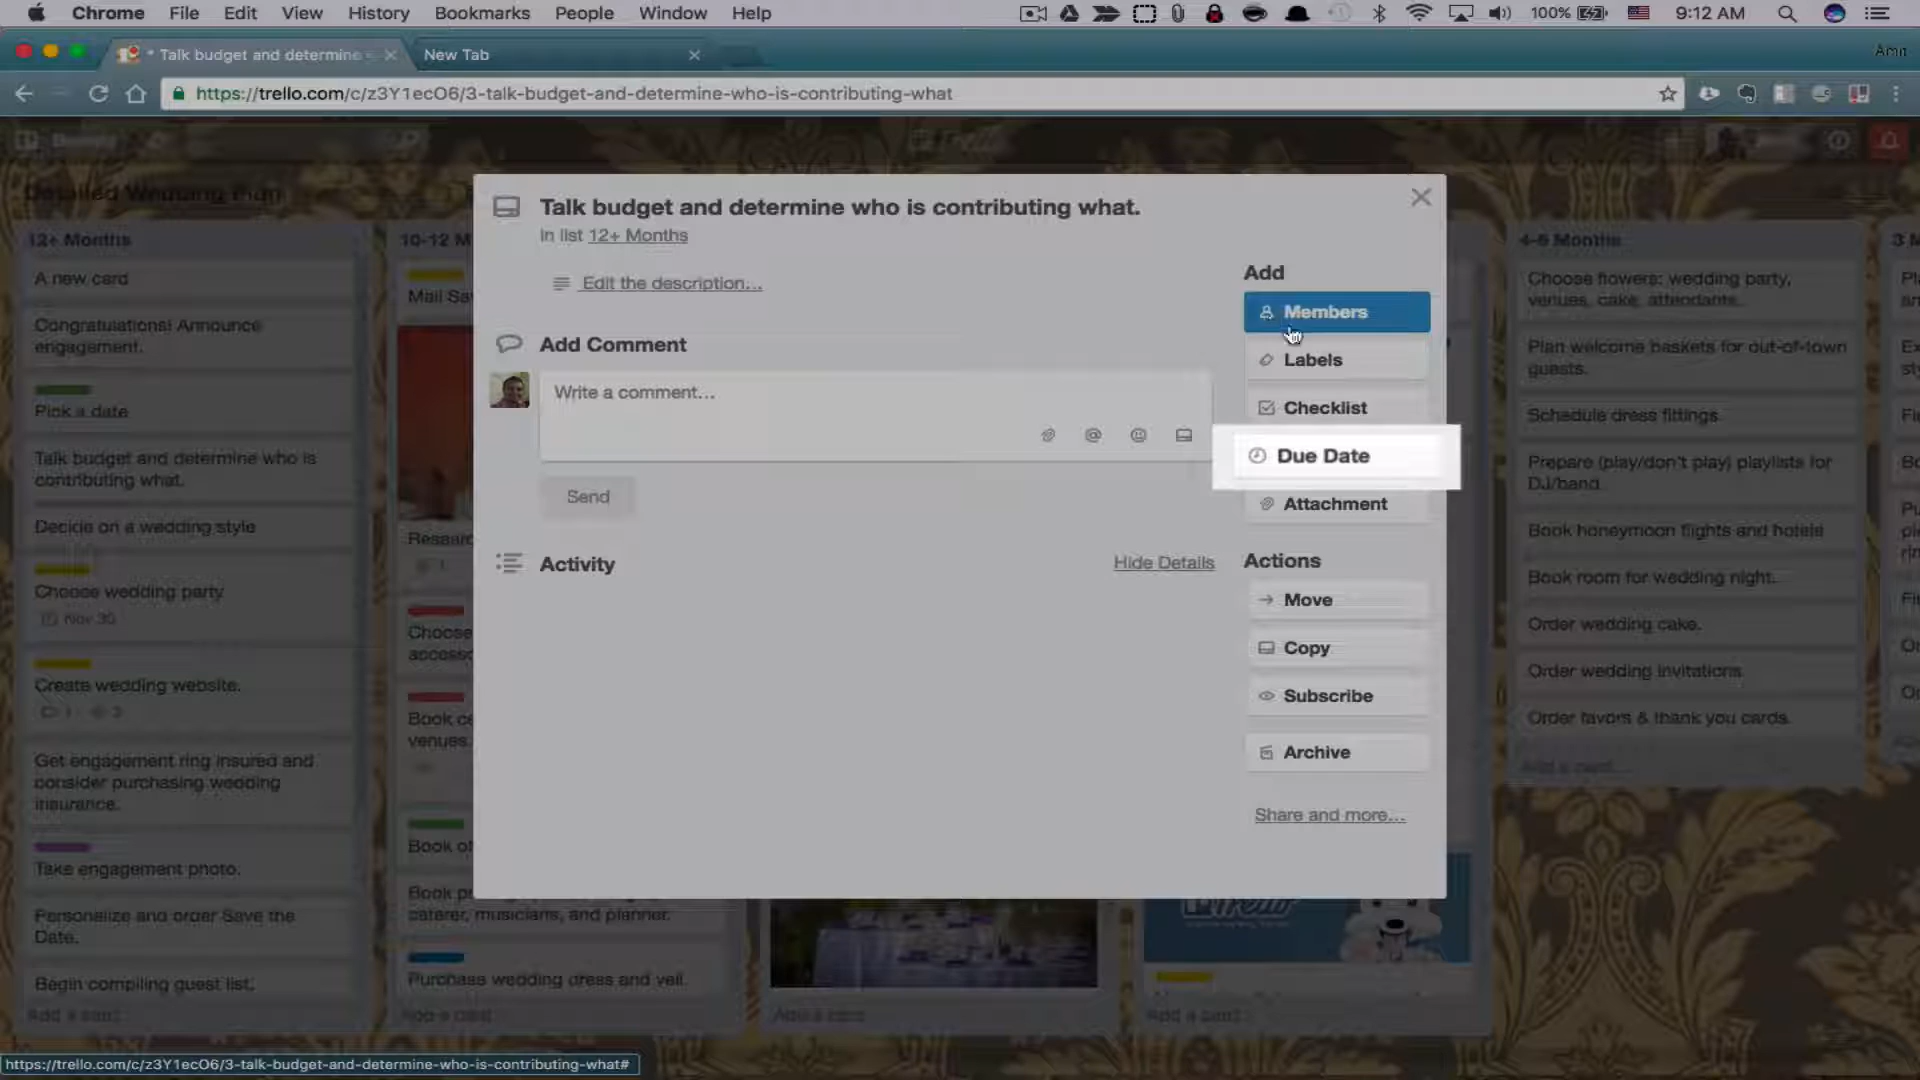 Chrome File Edit View History Bookmarks People Window Help 100% 9:12 AM
* Talk budget and determine
New Tab
Amit
https://trello.com/c/z3Y1ecO6/3-talk-budget-and-determine-who-is-contributing-what
Detailed Wedding Plan
12+ Months
A new card
Congratulations! Announce
engagement.
Pick a date
Talk budget and determine who is
contributing what.
Decide on a wedding style
Choose wedding party
Nov 30
Create wedding website.
Get engagement ring insured and
consider purchasing wedding
insurance.
Take engagement photo.
Personalize and order Save the
Date.
Begin compiling guest list.
Add a card...
10-12 M
Mail Sa
Researc
Choose
accesso
Book ce
venues.
Book of
Book p
caterer, musicians, and planner.
Purchase wedding dress and veil.
Add a card...
Talk budget and determine who is contributing what.
in list 12+ Months
Edit the description...
Add Comment
Write a comment...
Send
Activity
Hide Details
Add
Members
Labels
Checklist
Due Date
Attachment
Actions
Move
Copy
Subscribe
Archive
Share and more...
Add a card...
Add a card...
4-6 Months
Choose flowers: wedding party,
venues, cake, attendants.
Plan welcome baskets for out-of-town
guests.
Schedule dress fittings.
Prepare (play/don't play) playlists for
DJ/band.
Book honeymoon flights and hotels
Book room for wedding night.
Order wedding cake.
Order wedding invitations
Order favors & thank you cards.
Add a card...
3 M
https://trello.com/c/z3Y1ecO6/3-talk-budget-and-determine-who-is-contributing-what#